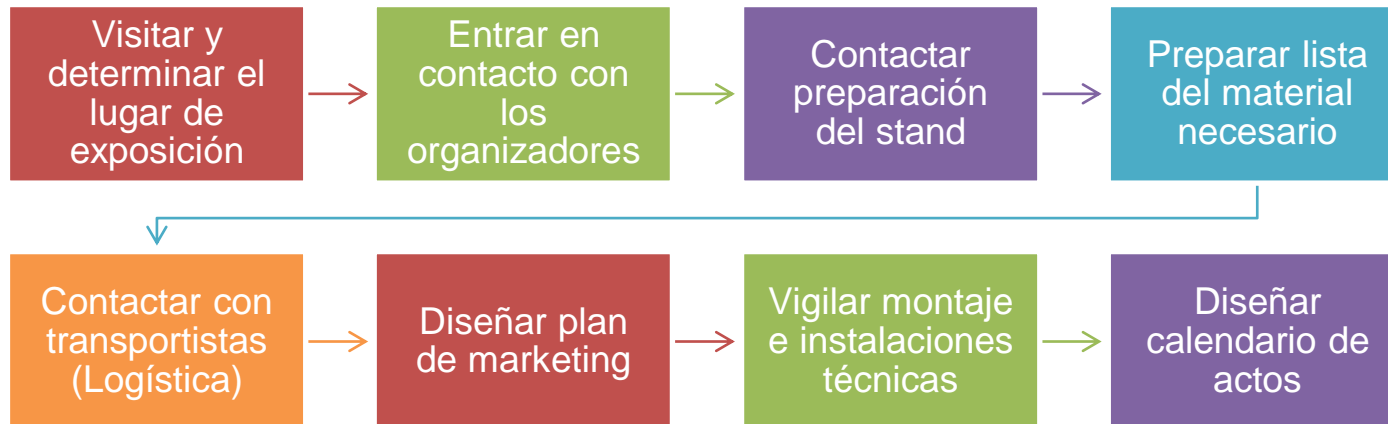 Visitar y
determinar el
lugar de
exposición
Entrar en
contacto con
los
organizadores
Contactar
preparación
del stand
Preparar lista
del material
necesario
Contactar con
transportistas
(Logística)
Diseñar plan
de marketing
Vigilar montaje
e instalaciones
técnicas
Diseñar
calendario de
actos